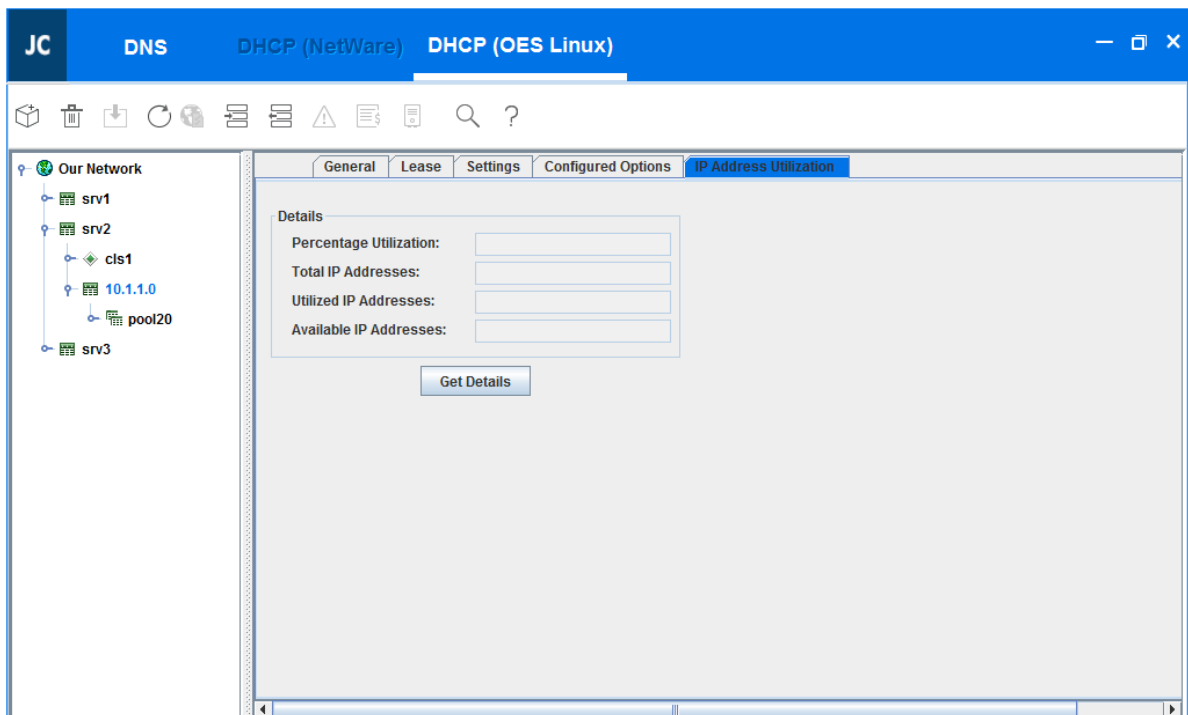 JC DNS DHCP (NetWare) DHCP (OES Linux)
?
Our Network
srv1
srv2
cls1
10.1.1.0
pool20
srv3
General Lease Settings Configured Options IP Address Utilization
Details
Percentage Utilization:
Total IP Addresses:
Utilized IP Addresses:
Available IP Addresses:
Get Details